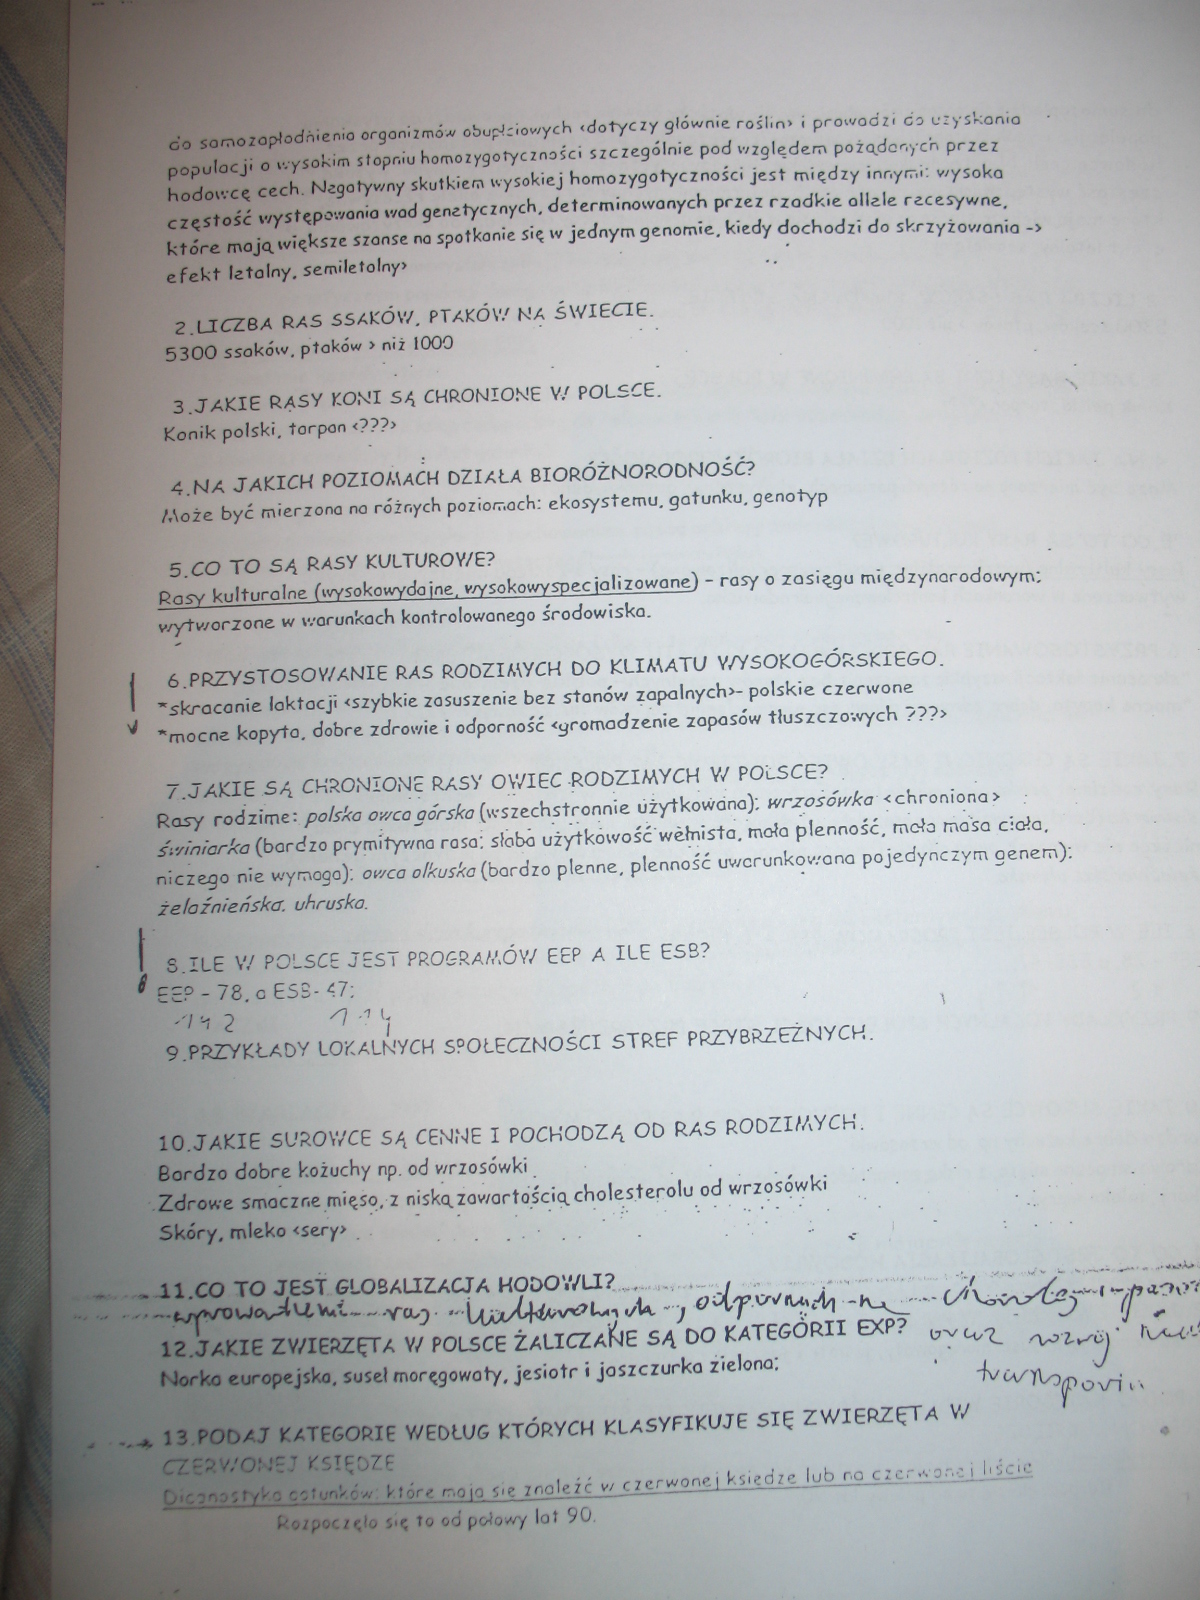 do samozapłodnienia organizmów obupłciowych <dotyczy głównie roślin> i prowadzi do uzyskania
populacji o wysokim stopniu homozygotyczności szczególnie pod względem pożądanych przez
hodowcę cech. Negatywny skutkiem wysokiej homozygotyczności jest między innymi: wysoka
częstość występowania wad genetycznych, determinowanych przez rzadkie allele recesywne,
które mają większe szanse na spotkanie się w jednym genomie, kiedy dochodzi do skrzyżowania ->
efekt letalny, semiletalny>
2.LICZBA RAS SSAKÓW, PTAKÓW NA ŚWIECIE.
5300 ssaków, ptaków > niż 1000
3.JAKIE RASY KONI SĄ CHRONIONE W POLSCE.
Konik polski, tarpan <???>
4.NA JAKICH POZIOMACH DZIAŁA BIORÓŻNORODNOŚĆ?
Może być mierzona na różnych poziomach: ekosystemu, gatunku, genotyp
5.CO TO SĄ RASY KULTUROWE?
Rasy kulturalne (wysokowydajne, wysokowyspecjalizowane) - rasy o zasięgu międzynarodowym;
wytworzone w warunkach kontrolowanego środowiska.
6.PRZYSTOSOWANIE RAS RODZIMYCH DO KLIMATU WYSOKOGÓRSKIEGO.
*skracanie laktacji <szybkie zasuszenie bez stanów zapalnych>- polskie czerwone
*mocne kopyta, dobre zdrowie i odporność <gromadzenie zapasów tłuszczowych ???>
7.JAKIE SĄ CHRONIONE RASY OWIEC RODZIMYCH W POLSCE?
Rasy rodzime: polska owca górska (wszechstronnie użytkowana); wrzosówka <chroniona>
świniarka (bardzo prymitywna rasa; słaba użytkowość wełnista, mała plenność, mała masa ciała,
niczego nie wymaga); owca olkuska (bardzo plenne, plenność uwarunkowana pojedynczym genem);
żelaźnieńska, uhruska.
8.ILE W POLSCE JEST PROGRAMÓW EEP A ILE ESB?
EEP - 78, a ESB- 47;
142 114
9.PRZYKŁADY LOKALNYCH SPOŁECZNOŚCI STREF PRZYBRZEŻNYCH.
10.JAKIE SUROWCE SĄ CENNE I POCHODZĄ OD RAS RODZIMYCH.
Bardzo dobre kożuchy np. od wrzosówki
Zdrowe smaczne mięso, z niską zawartością cholesterolu od wrzosówki
Skóry, mleko <sery>
11.CO TO JEST GLOBALIZACJA HODOWLI?
ras , odpornych na
12.JAKIE ZWIERZĘTA W POLSCE ZALICZANE SĄ DO KATEGORII EXP? oraz rozwój
Norka europejska, suseł moręgowaty, jesiotr i jaszczurka zielona;
13.PODAJ KATEGORIE WEDŁUG KTÓRYCH KLASYFIKUJE SIĘ ZWIERZĘTA W
CZERWONEJ KSIĘDZE
Diagnostyka gatunków: które mają się znaleźć w czerwonej księdze lub na czerwonej liście
Rozpoczęło się to od połowy lat 90.